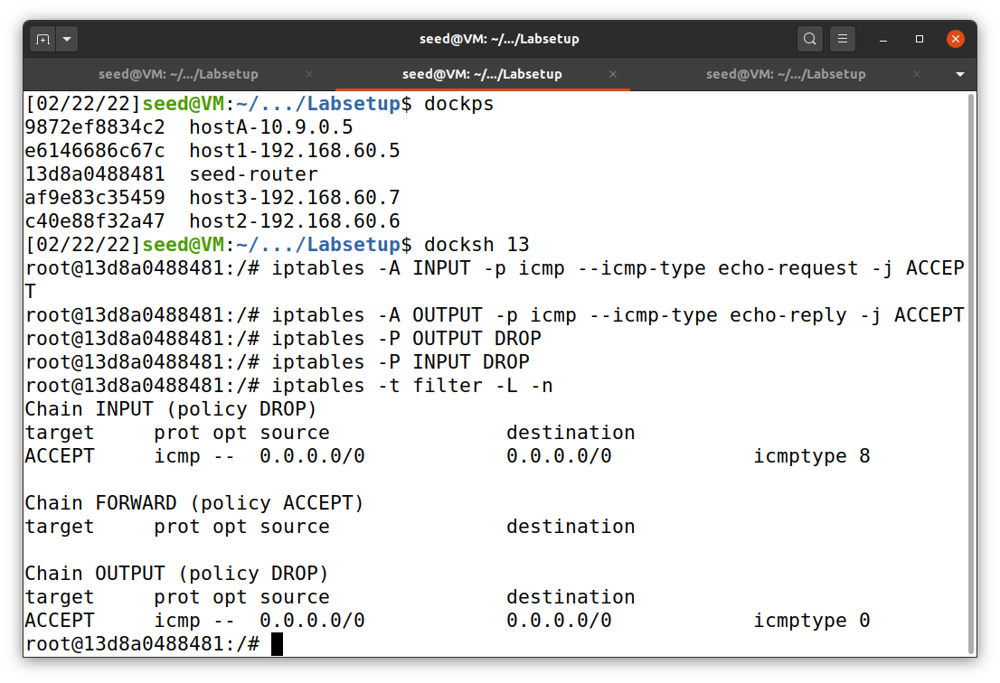 seed@VM: ~/.../Labsetup
seed@VM: ~/.../Labsetup seed@VM: ~/.../Labsetup seed@VM: ~/.../Labsetup
[02/22/22]seed@VM:~/.../Labsetup$ dockps
9872ef8834c2  hostA-10.9.0.5
e6146686c67c  host1-192.168.60.5
13d8a0488481  seed-router
af9e83c35459  host3-192.168.60.7
c40e88f32a47  host2-192.168.60.6
[02/22/22]seed@VM:~/.../Labsetup$ docksh 13
root@13d8a0488481:/# iptables -A INPUT -p icmp --icmp-type echo-request -j ACCEP
T
root@13d8a0488481:/# iptables -A OUTPUT -p icmp --icmp-type echo-reply -j ACCEPT
root@13d8a0488481:/# iptables -P OUTPUT DROP
root@13d8a0488481:/# iptables -P INPUT DROP
root@13d8a0488481:/# iptables -t filter -L -n
Chain INPUT (policy DROP)
target     prot opt source               destination
ACCEPT     icmp --  0.0.0.0/0            0.0.0.0/0            icmptype 8
Chain FORWARD (policy ACCEPT)
target     prot opt source               destination
Chain OUTPUT (policy DROP)
target     prot opt source               destination
ACCEPT     icmp --  0.0.0.0/0            0.0.0.0/0            icmptype 0
root@13d8a0488481:/#